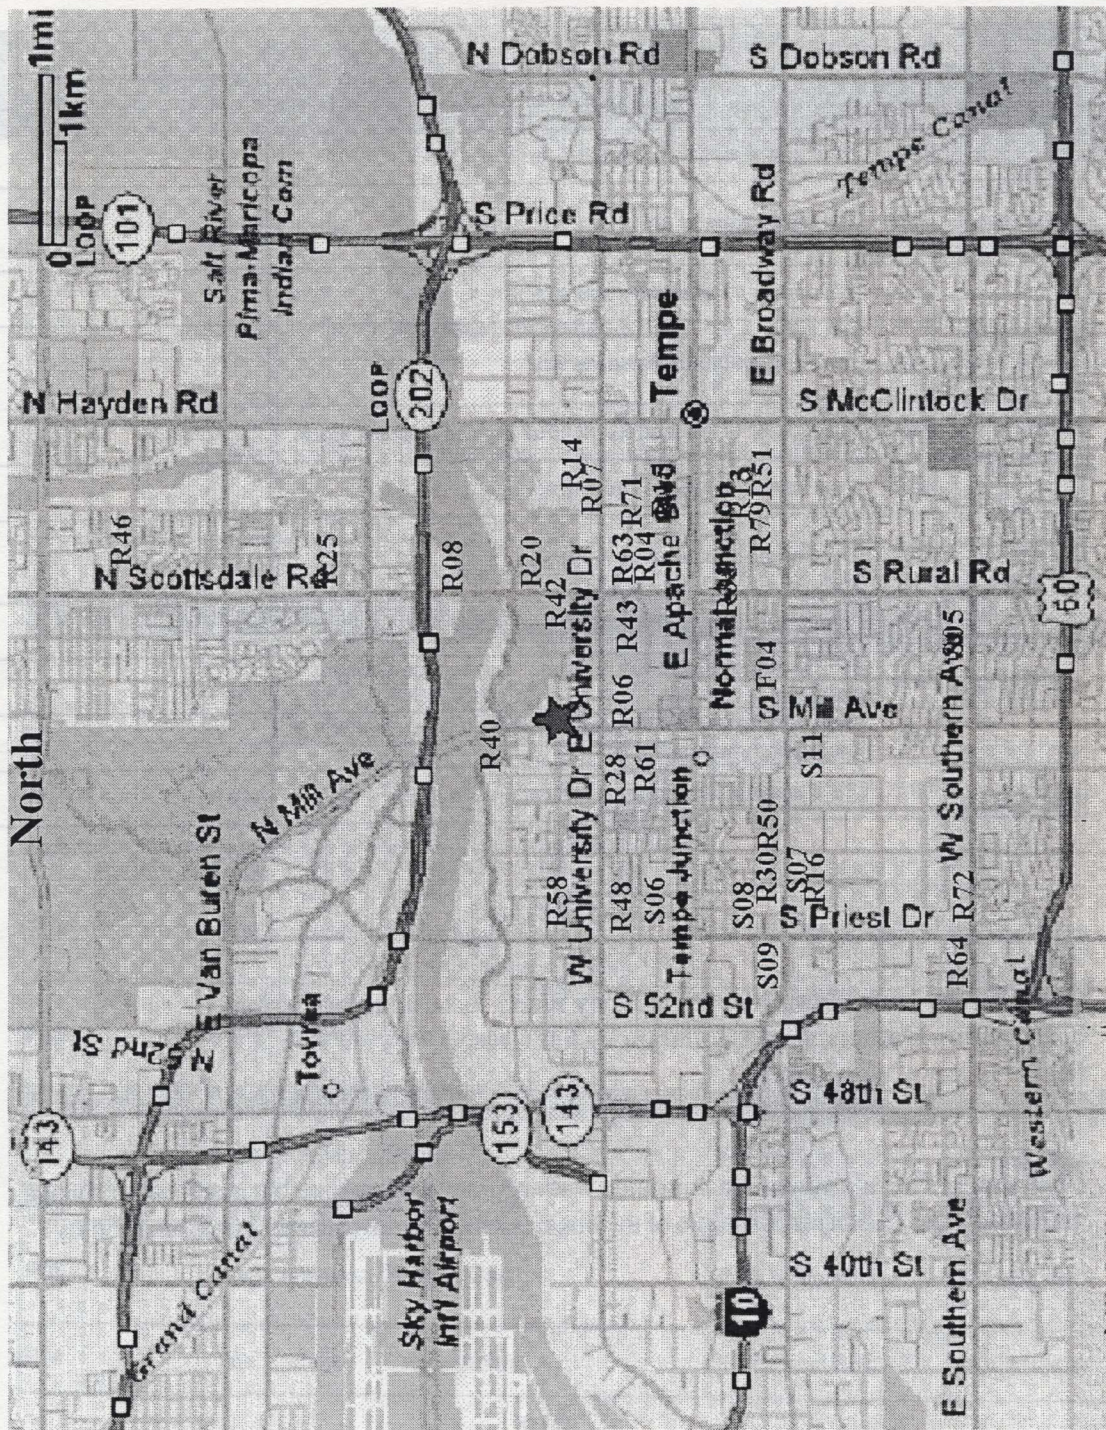 1mi
1km
0
LOOP
101
Salt River
Pima-Maricopa
Indian Com
N Dobson Rd
S Dobson Rd
Tempe Canal
S Price Rd
E Broadway Rd
Tempe
N Hayden Rd
LOOP
202
S McClintock Dr
R14
R07
R71
R51
R79
R46
N Scottsdale Rd
R25
R08
R20
R42
R63
R04
E Apache Blvd
Normal Junction
S Rural Rd
60
R43
R06
F04
S Mill Ave
W Southern Ave
North
N Mill Ave
R40
E University Dr
W University Dr
R28
R61
S11
E Van Buren St
Tempe Junction
R50
R30
S07
R16
R58
R48
S06
S08
S Priest Dr
R72
R64
S09
S 52nd St
N 52nd St
Tovrea
Western Canal
143
153
143
S 48th St
Grand Canal
Sky Harbor
Int'l Airport
S 40th St
10
E Southern Ave